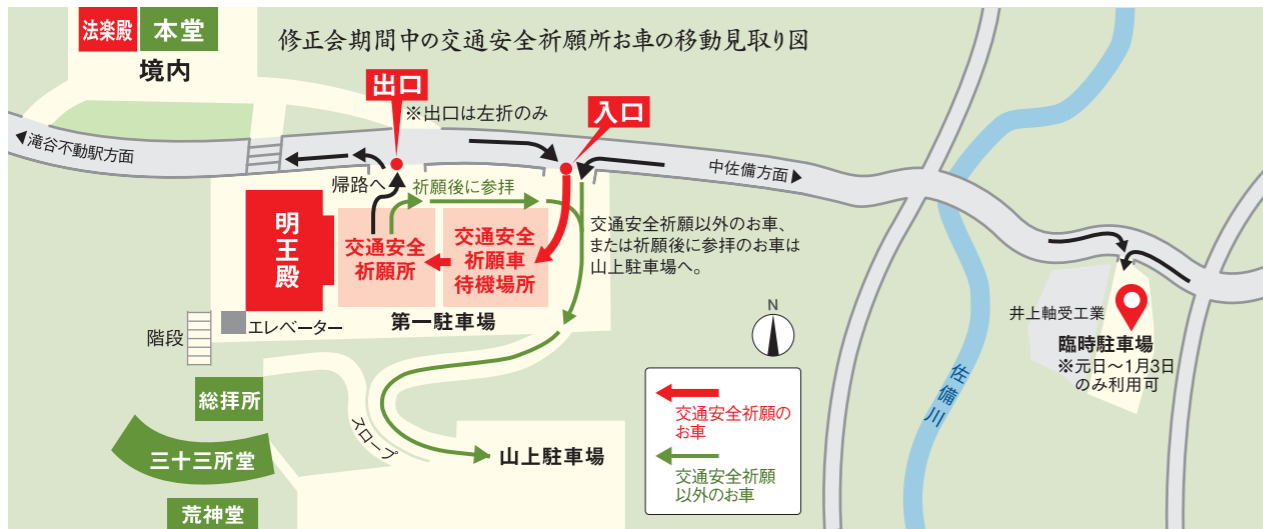 法楽殿
本堂
境内
修正会期間中の交通安全祈願所お車の移動見取り図
出口
※出口は左折のみ
入口
◀滝谷不動駅方面
中佐備方面▶
帰路へ
祈願後に参拝
明王殿
交通安全
祈願所
交通安全
祈願車
待機場所
交通安全祈願以外のお車、
または祈願後に参拝のお車は
山上駐車場へ。
第一駐車場
エレベーター
階段
N
井上軸受工業
臨時駐車場
※元日〜1月3日
のみ利用可
佐備川
総拝所
三十三所堂
荒神堂
スロープ
山上駐車場
交通安全祈願の
お車
交通安全祈願
以外のお車